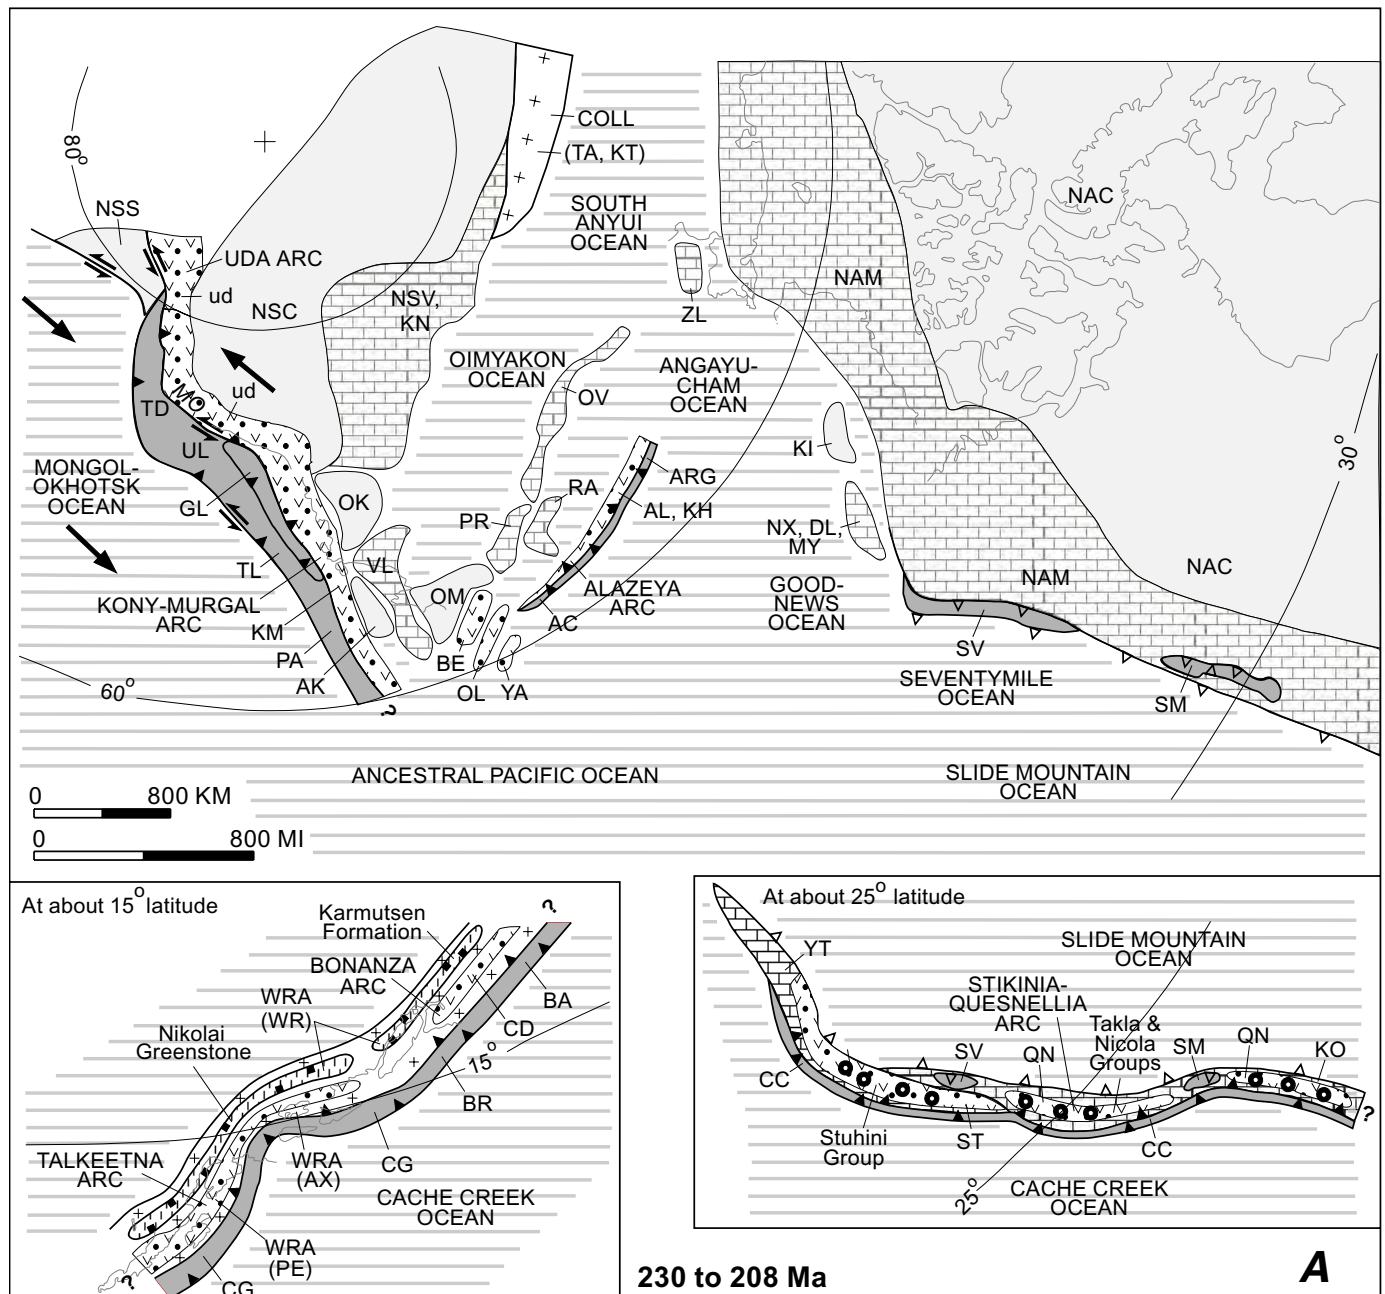 80°
NSS
UDA ARC
ud
NSC
COLL
(TA, KT)
SOUTH
ANYUI
OCEAN
NAC
NAM
ZL
NSV,
KN
OIMYAKON
OCEAN
OV
ANGAYU-
CHAM
OCEAN
MO
ud
TD
UL
MONGOL-
OKHOTSK
OCEAN
GL
OK
KI
30°
ARG
AL, KH
RA
PR
NX, DL,
MY
VL
TL
KONY-MURGAL
ARC
KM
PA
AK
OM
ALAZEYA
ARC
AC
BE
OL
YA
GOOD-
NEWS
OCEAN
NAM
NAC
SV
SEVENTYMILE
OCEAN
SM
60°
?
ANCESTRAL PACIFIC OCEAN
SLIDE MOUNTAIN
OCEAN
0 800 KM
0 800 MI
At about 15° latitude
Karmutsen
Formation
?
BONANZA
ARC
WRA
(WR)
BA
CD
Nikolai
Greenstone
15°
BR
TALKEETNA
ARC
WRA
(AX)
CG
CACHE CREEK
OCEAN
WRA
(PE)
?
CG
At about 25° latitude
YT
SLIDE MOUNTAIN
OCEAN
STIKINIA-
QUESNELLIA
ARC
Takla &
Nicola
Groups
SV
QN
SM
QN
KO
CC
Stuhini
Group
ST
CC
?
25°
CACHE CREEK
OCEAN
230 to 208 Ma
A